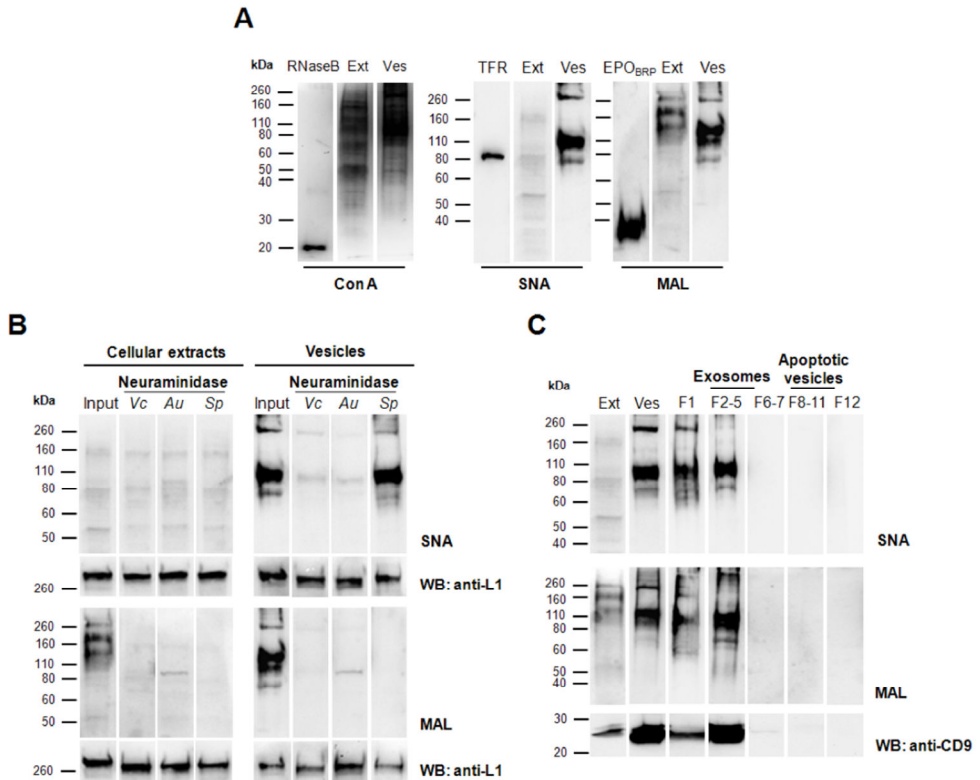 A
kDa RNaseB Ext Ves TFR Ext Ves EPOBRP Ext Ves
260
160
110
80
60
50
40
30
20
260
160
110
80
60
50
40
Con A SNA MAL
B
Cellular extracts Vesicles
Neuraminidase Neuraminidase
kDa Input Vc Au Sp Input Vc Au Sp
260
160
110
80
60
50
SNA
260
WB: anti-L1
260
160
110
80
60
50
MAL
260
WB: anti-L1
C
Apoptotic
Exosomes vesicles
kDa Ext Ves F1 F2-5 F6-7 F8-11 F12
260
160
110
80
60
50
40
SNA
kDa
260
160
110
80
60
50
40
MAL
30
20
WB: anti-CD9